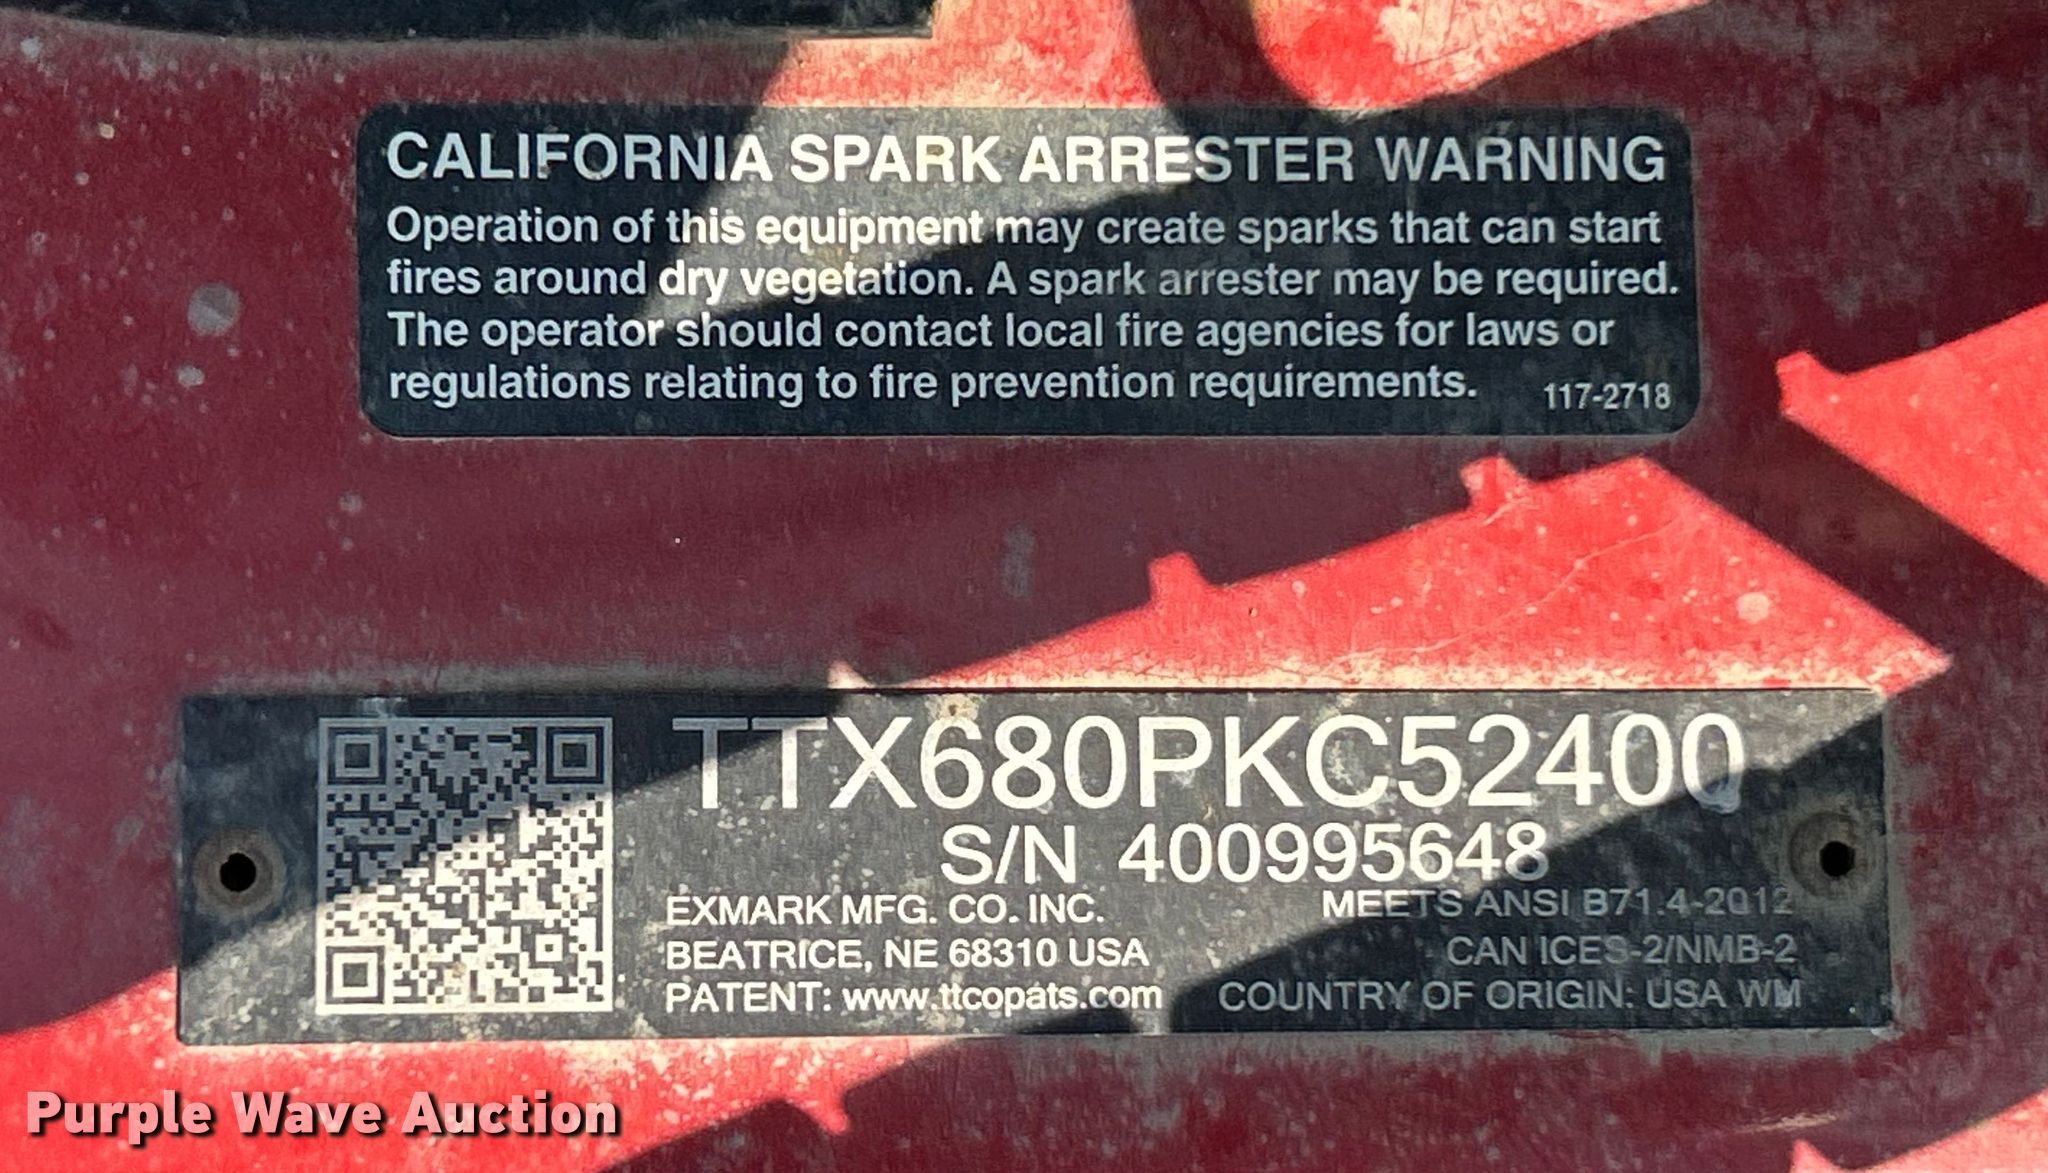 CALIFORNIA SPARK ARRESTER WARNING
Operation of this equipment may create sparks that can start
fires around dry vegetation. A spark arrester may be required.
The operator should contact local fire agencies for laws or
regulations relating to fire prevention requirements.
117-2718
TTX680PKC52400
S/N 400995648
EXMARK MFG. CO. INC.
BEATRICE, NE 68310 USA
PATENT: www.ttcopats.com
MEETS ANSI B71.4-2012
CAN ICES-2/NMB-2
COUNTRY OF ORIGIN: USA WM
Purple Wave Auction